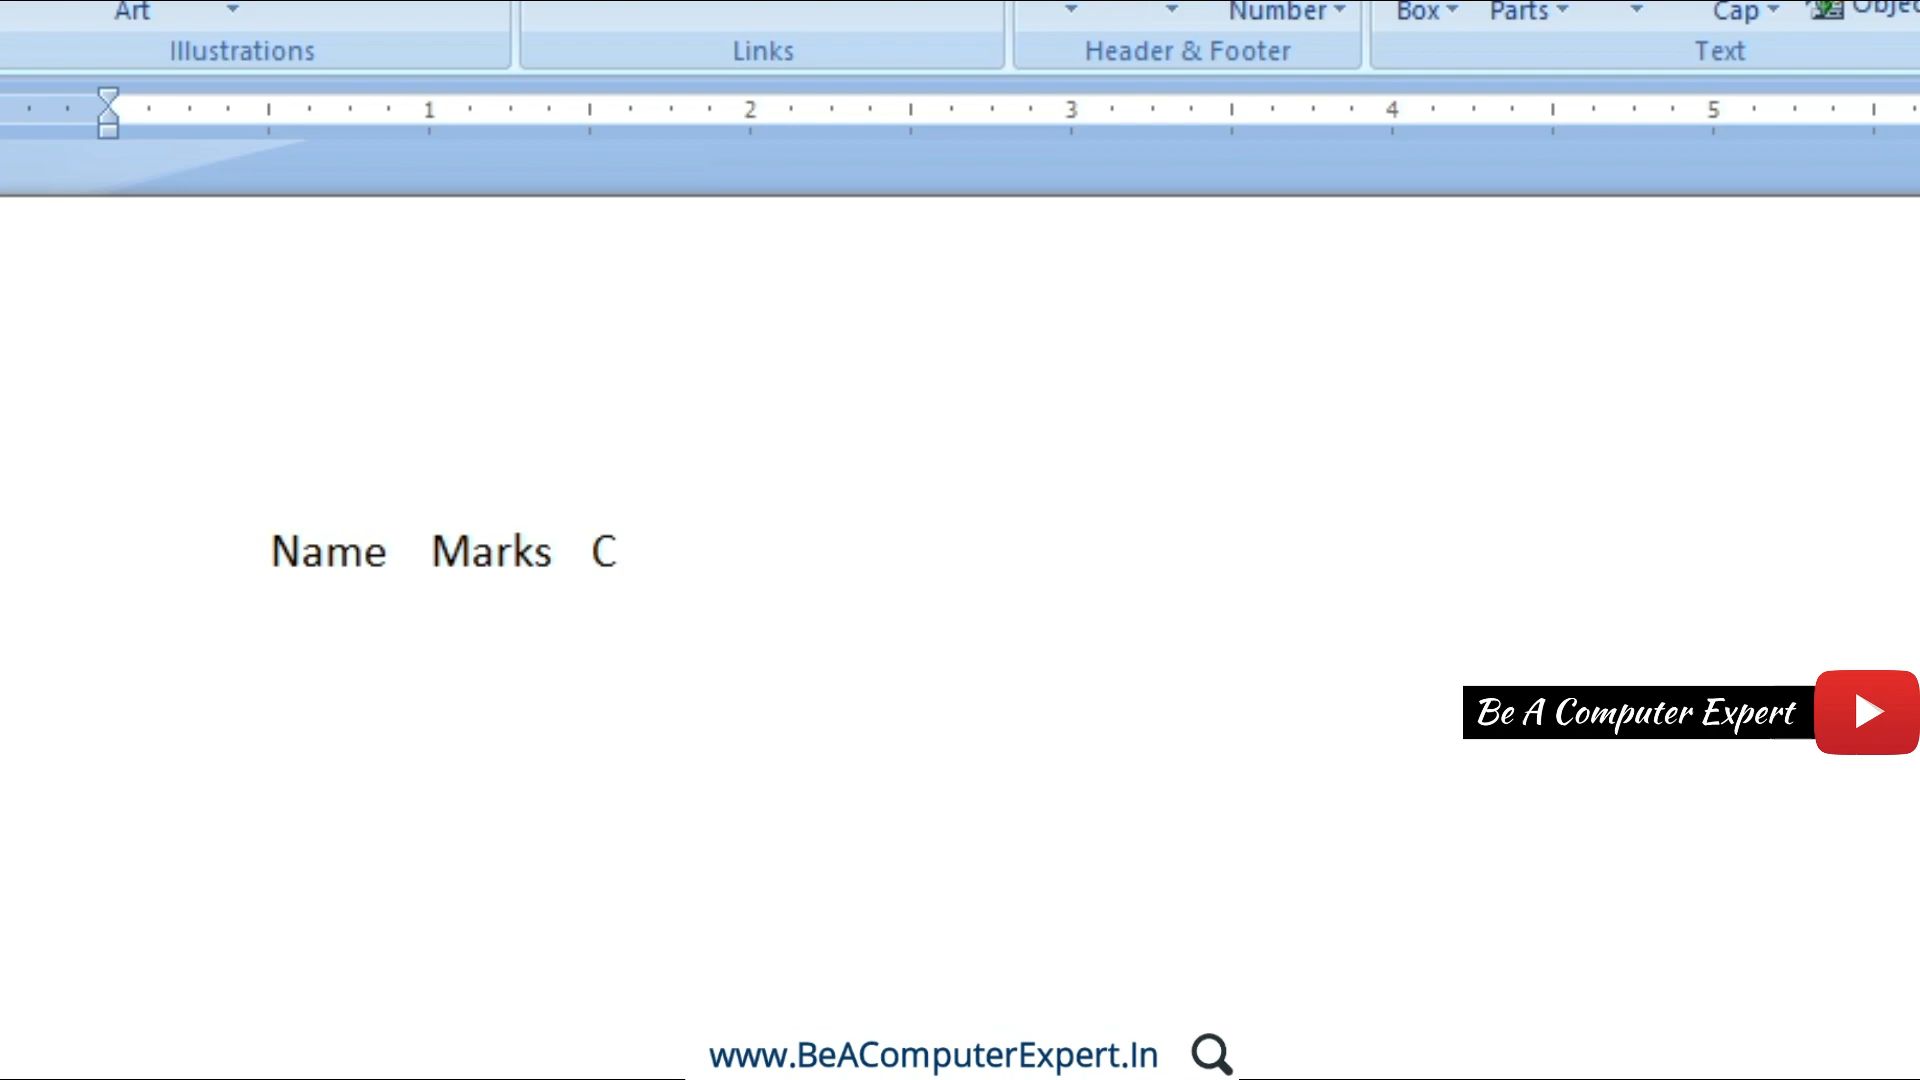 Art Number Box Parts Cap
Illustrations Links Header & Footer Text
1 2 3 4 5
Name Marks C
Be A Computer Expert
www.BeAComputerExpert.In